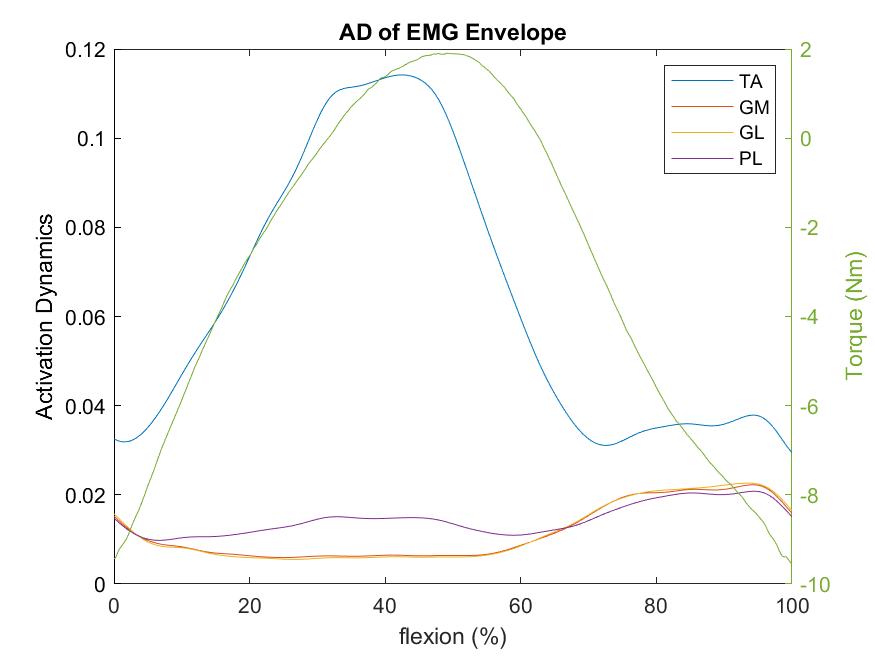 AD of EMG Envelope
0.12
0.1
0.08
0.06
0.04
0.02
0
Activation Dynamics
2
0
-2
-4
-6
-8
-10
Torque (Nm)
TA
GM
GL
PL
0 20 40 60 80 100
flexion (%)